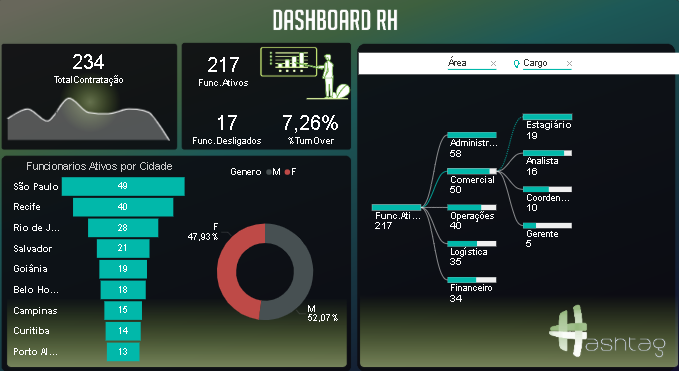 DASHBOARD RH
234
Total Contratação
217
Func. Ativos
17
Func. Desligados
7,26%
% TurnOver
Funcionarios Ativos por Cidade
São Paulo 49
Recife 40
Rio de J... 28
Salvador 21
Goiânia 19
Belo Ho... 18
Campinas 15
Curitiba 14
Porto Al... 13
Genero M F
F
47,93%
M
52,07%
Área × Cargo ×
Func. Ati...
217
Administr...
58
Comercial
50
Operações
40
Logística
35
Financeiro
34
Estagiário
19
Analista
16
Coorden...
10
Gerente
5
Hashtag